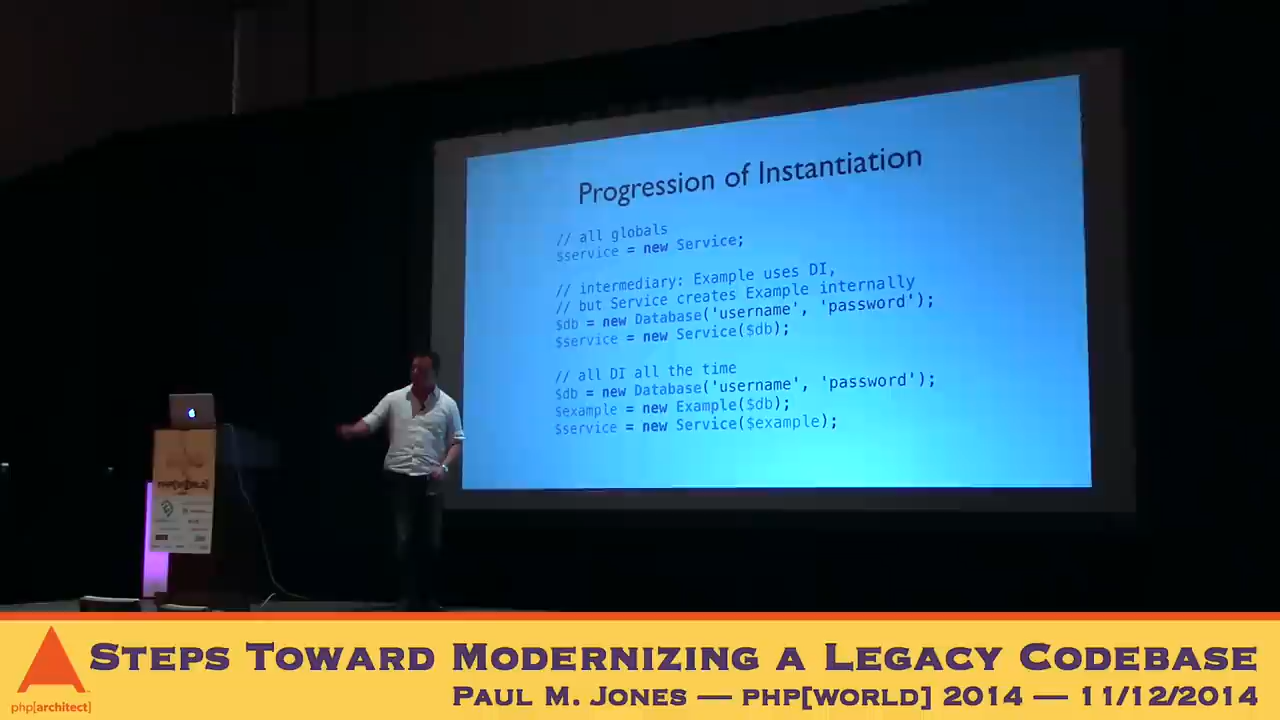 Progression of Instantiation
// all globals
$service = new Service;
// intermediary: Example uses DI,
// but Service creates Example internally
$db = new Database('username', 'password');
$service = new Service($db);
// all DI all the time
$db = new Database('username', 'password');
$example = new Example($db);
$service = new Service($example);
STEPS TOWARD MODERNIZING A LEGACY CODEBASE
PAUL M. JONES — PHP[WORLD] 2014 — 11/12/2014
php[architect]